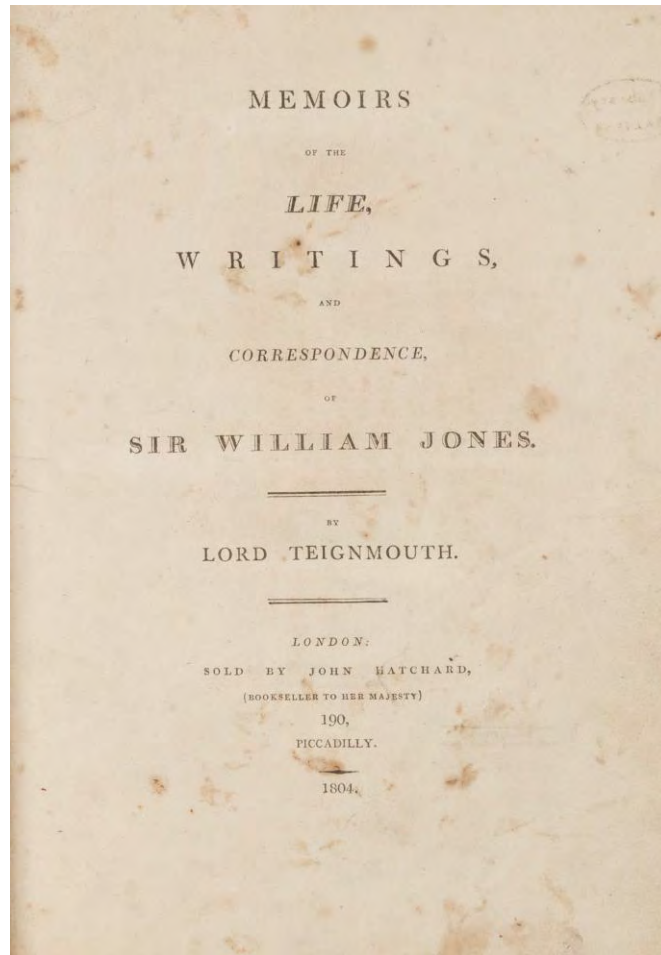 MEMOIRS
OF THE
LIFE,
WRITINGS,
AND
CORRESPONDENCE,
OF
SIR WILLIAM JONES.
BY
LORD TEIGNMOUTH.
LONDON:
SOLD BY JOHN HATCHARD,
(BOOKSELLER TO HER MAJESTY)
190,
PICCADILLY.
1804.